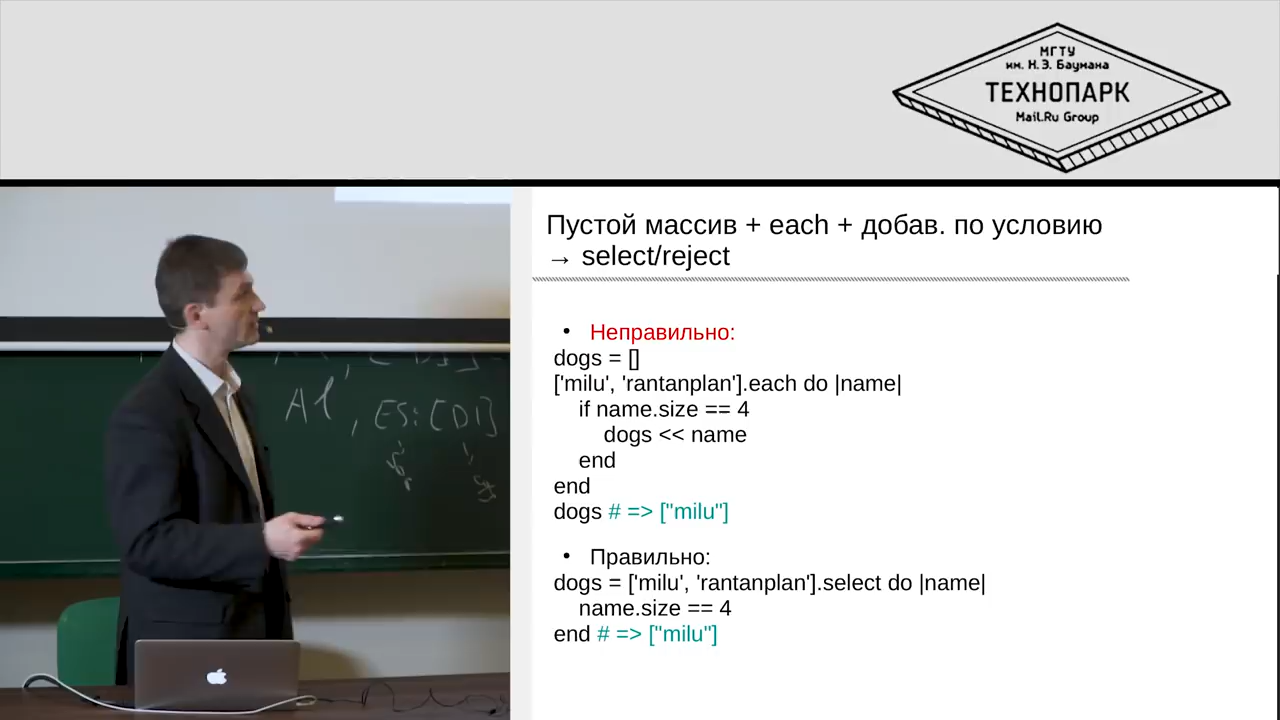 МГТУ
им. Н.Э. Баумана
ТЕХНОПАРК
Mail.Ru Group
Пустой массив + each + добав. по условию
→ select/reject
• Неправильно:
dogs = []
['milu', 'rantanplan'].each do |name|
if name.size == 4
dogs << name
end
end
dogs # => ["milu"]
• Правильно:
dogs = ['milu', 'rantanplan'].select do |name|
name.size == 4
end # => ["milu"]